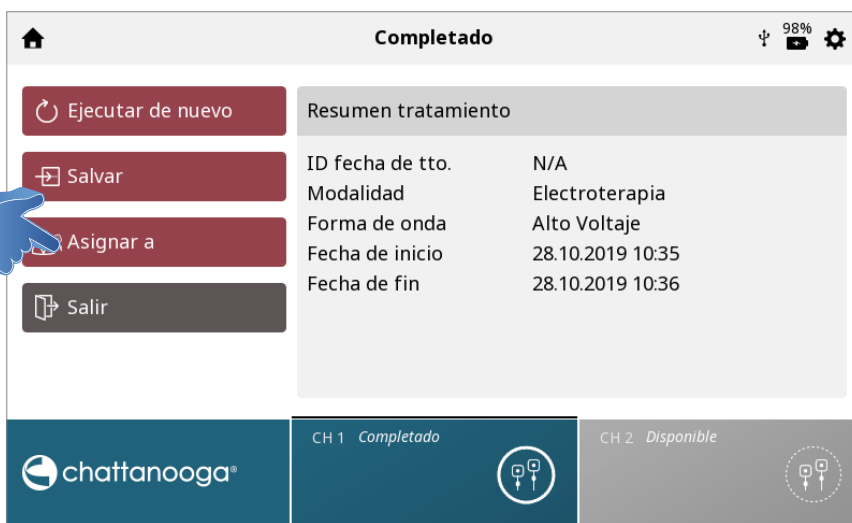 Completado
98%
Ejecutar de nuevo
Salvar
Asignar a
Salir
Resumen tratamiento
ID fecha de tto. N/A
Modalidad Electroterapia
Forma de onda Alto Voltaje
Fecha de inicio 28.10.2019 10:35
Fecha de fin 28.10.2019 10:36
chattanooga®
CH 1 Completado
CH 2 Disponible